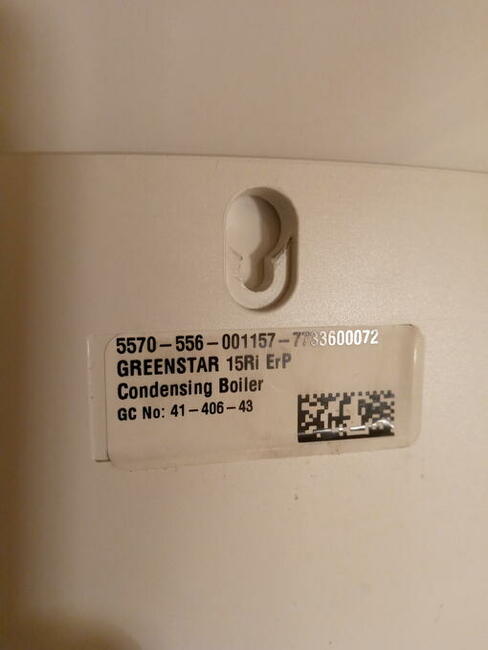 5570-556-001157-7733600072
GREENSTAR 15Ri ErP
Condensing Boiler
GC No: 41-406-43